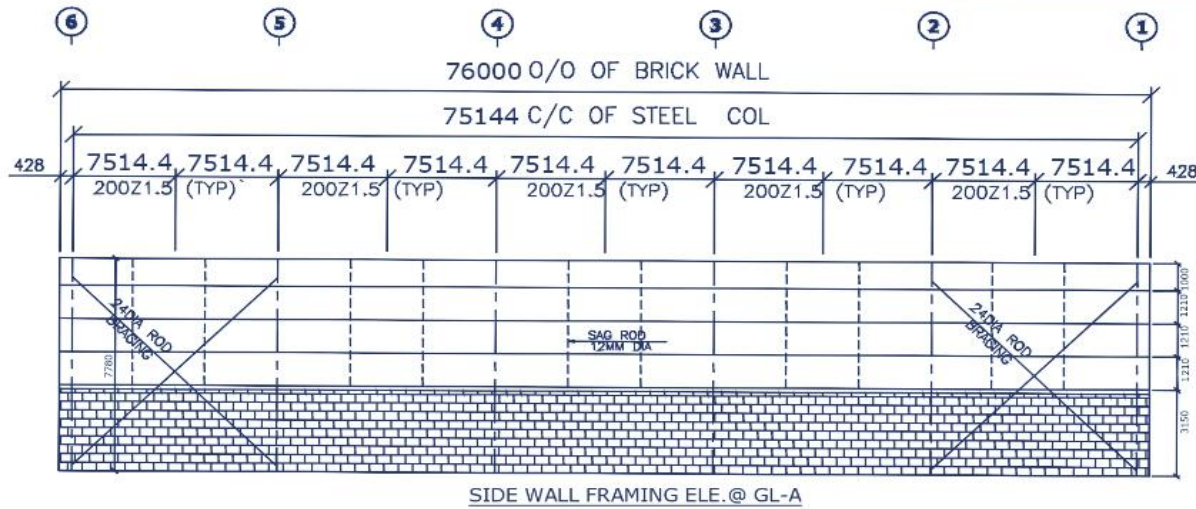 6 5 4 3 2 1
76000 O/O OF BRICK WALL
75144 C/C OF STEEL COL
428 7514.4 7514.4 7514.4 7514.4 7514.4 7514.4 7514.4 7514.4 7514.4 7514.4 428
200Z1.5 (TYP) 200Z1.5 (TYP) 200Z1.5 (TYP) 200Z1.5 (TYP) 200Z1.5 (TYP)
1000
1210
1210
1210
3150
7780
24DIA ROD
BRACING
SAG ROD
12MM DIA
24DIA ROD
BRACING
SIDE WALL FRAMING ELE.@ GL-A